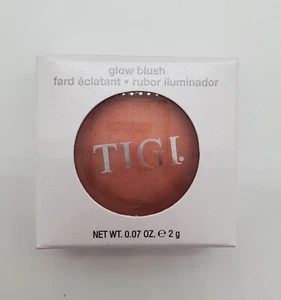 glow blush
fard éclatant • rubor iluminador
TIGI.
NET WT. 0.07 OZ. e 2 g